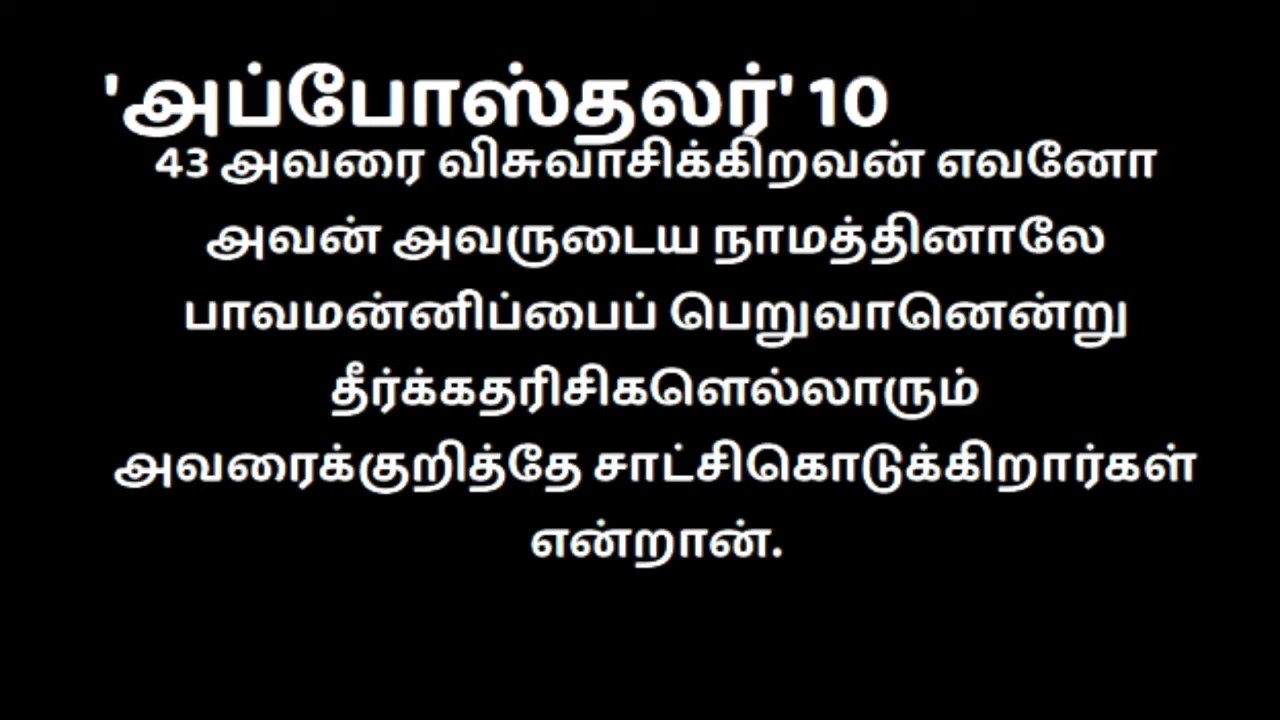 'அப்போஸ்தலர்' 10
43 அவரை விசுவாசிக்கிறவன் எவனோ
அவன் அவருடைய நாமத்தினாலே
பாவமன்னிப்பைப் பெறுவானென்று
தீர்க்கதரிசிகளெல்லாரும்
அவரைக்குறித்தே சாட்சிகொடுக்கிறார்கள்
என்றான்.